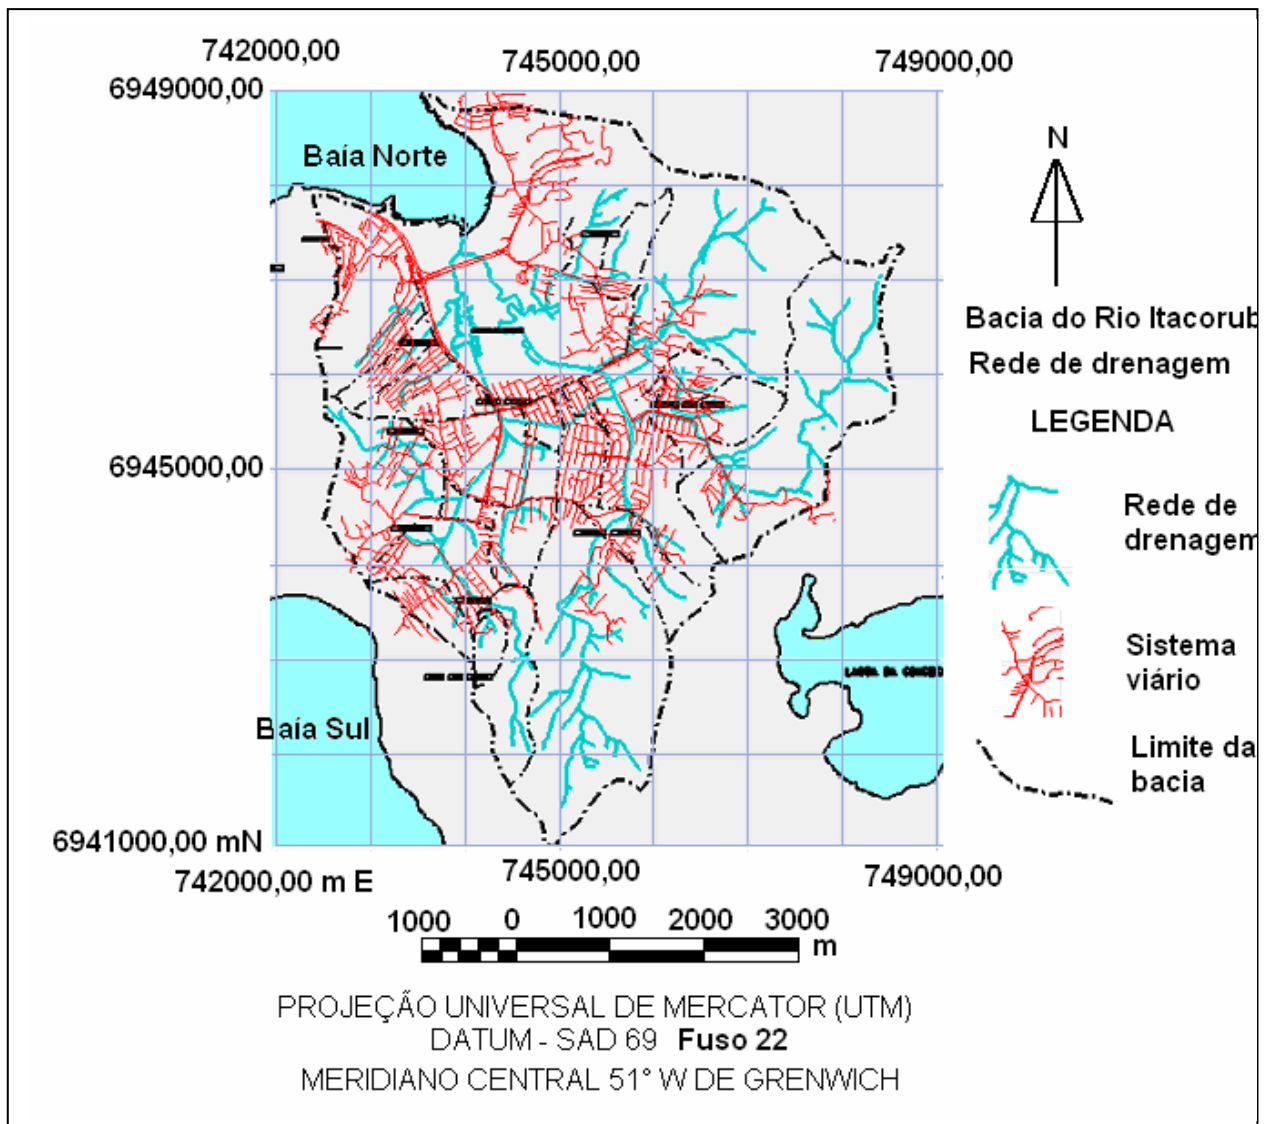 742000,00
745000,00
749000,00
6949000,00
Baía Norte
N
Bacia do Rio Itacorub
Rede de drenagem
LEGENDA
6945000,00
Rede de
drenagem
Sistema
viário
LAGOA DA
Baía Sul
Limite da
bacia
6941000,00 mN
742000,00 m E
745000,00
749000,00
1000 0 1000 2000 3000
m
PROJEÇÃO UNIVERSAL DE MERCATOR (UTM)
DATUM - SAD 69 Fuso 22
MERIDIANO CENTRAL 51° W DE GRENWICH